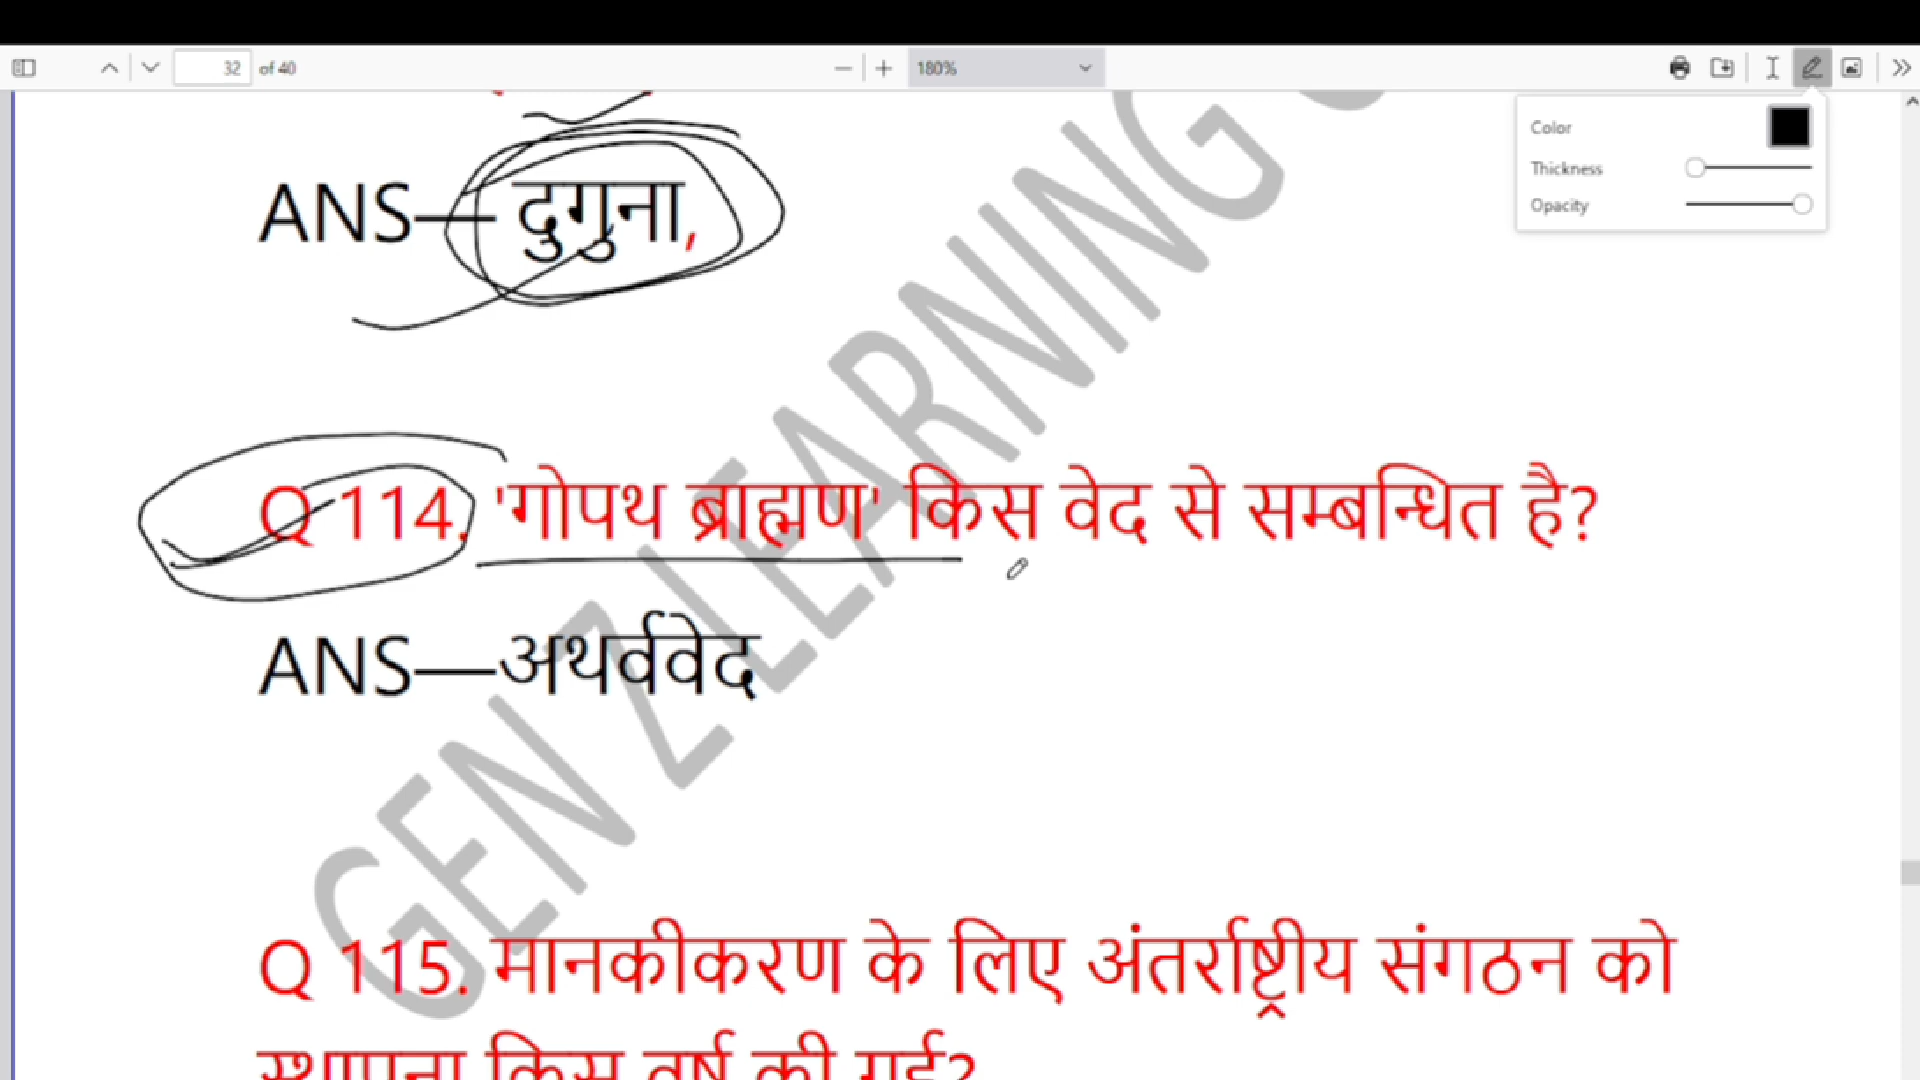 32 of 40
180%
Color
Thickness
Opacity
ANS— दुगुना,
Q 114. 'गोपथ ब्राह्मण' किस वेद से सम्बन्धित है?
ANS—अथर्ववेद
Q 115. मानकीकरण के लिए अंतर्राष्ट्रीय संगठन को
स्थापना किस वर्ष की गई?
GEN Z LEARNING